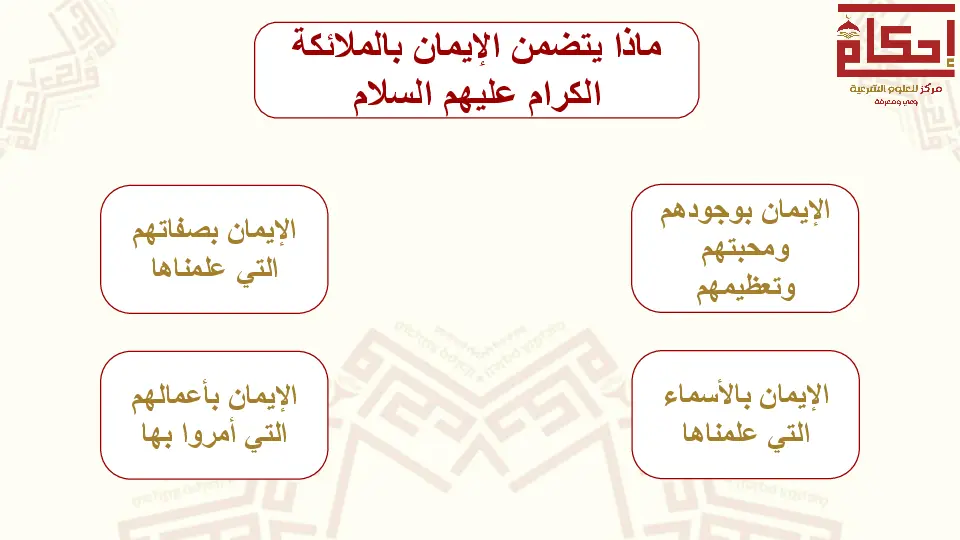 إحكام
مركز للعلوم الشرعية
وعي ومعرفة
ماذا يتضمن الإيمان بالملائكة
الكرام عليهم السلام
الإيمان بوجودهم
ومحبتهم
وتعظيمهم
الإيمان بصفاتهم
التي علمناها
الإيمان بالأسماء
التي علمناها
الإيمان بأعمالهم
التي أمروا بها